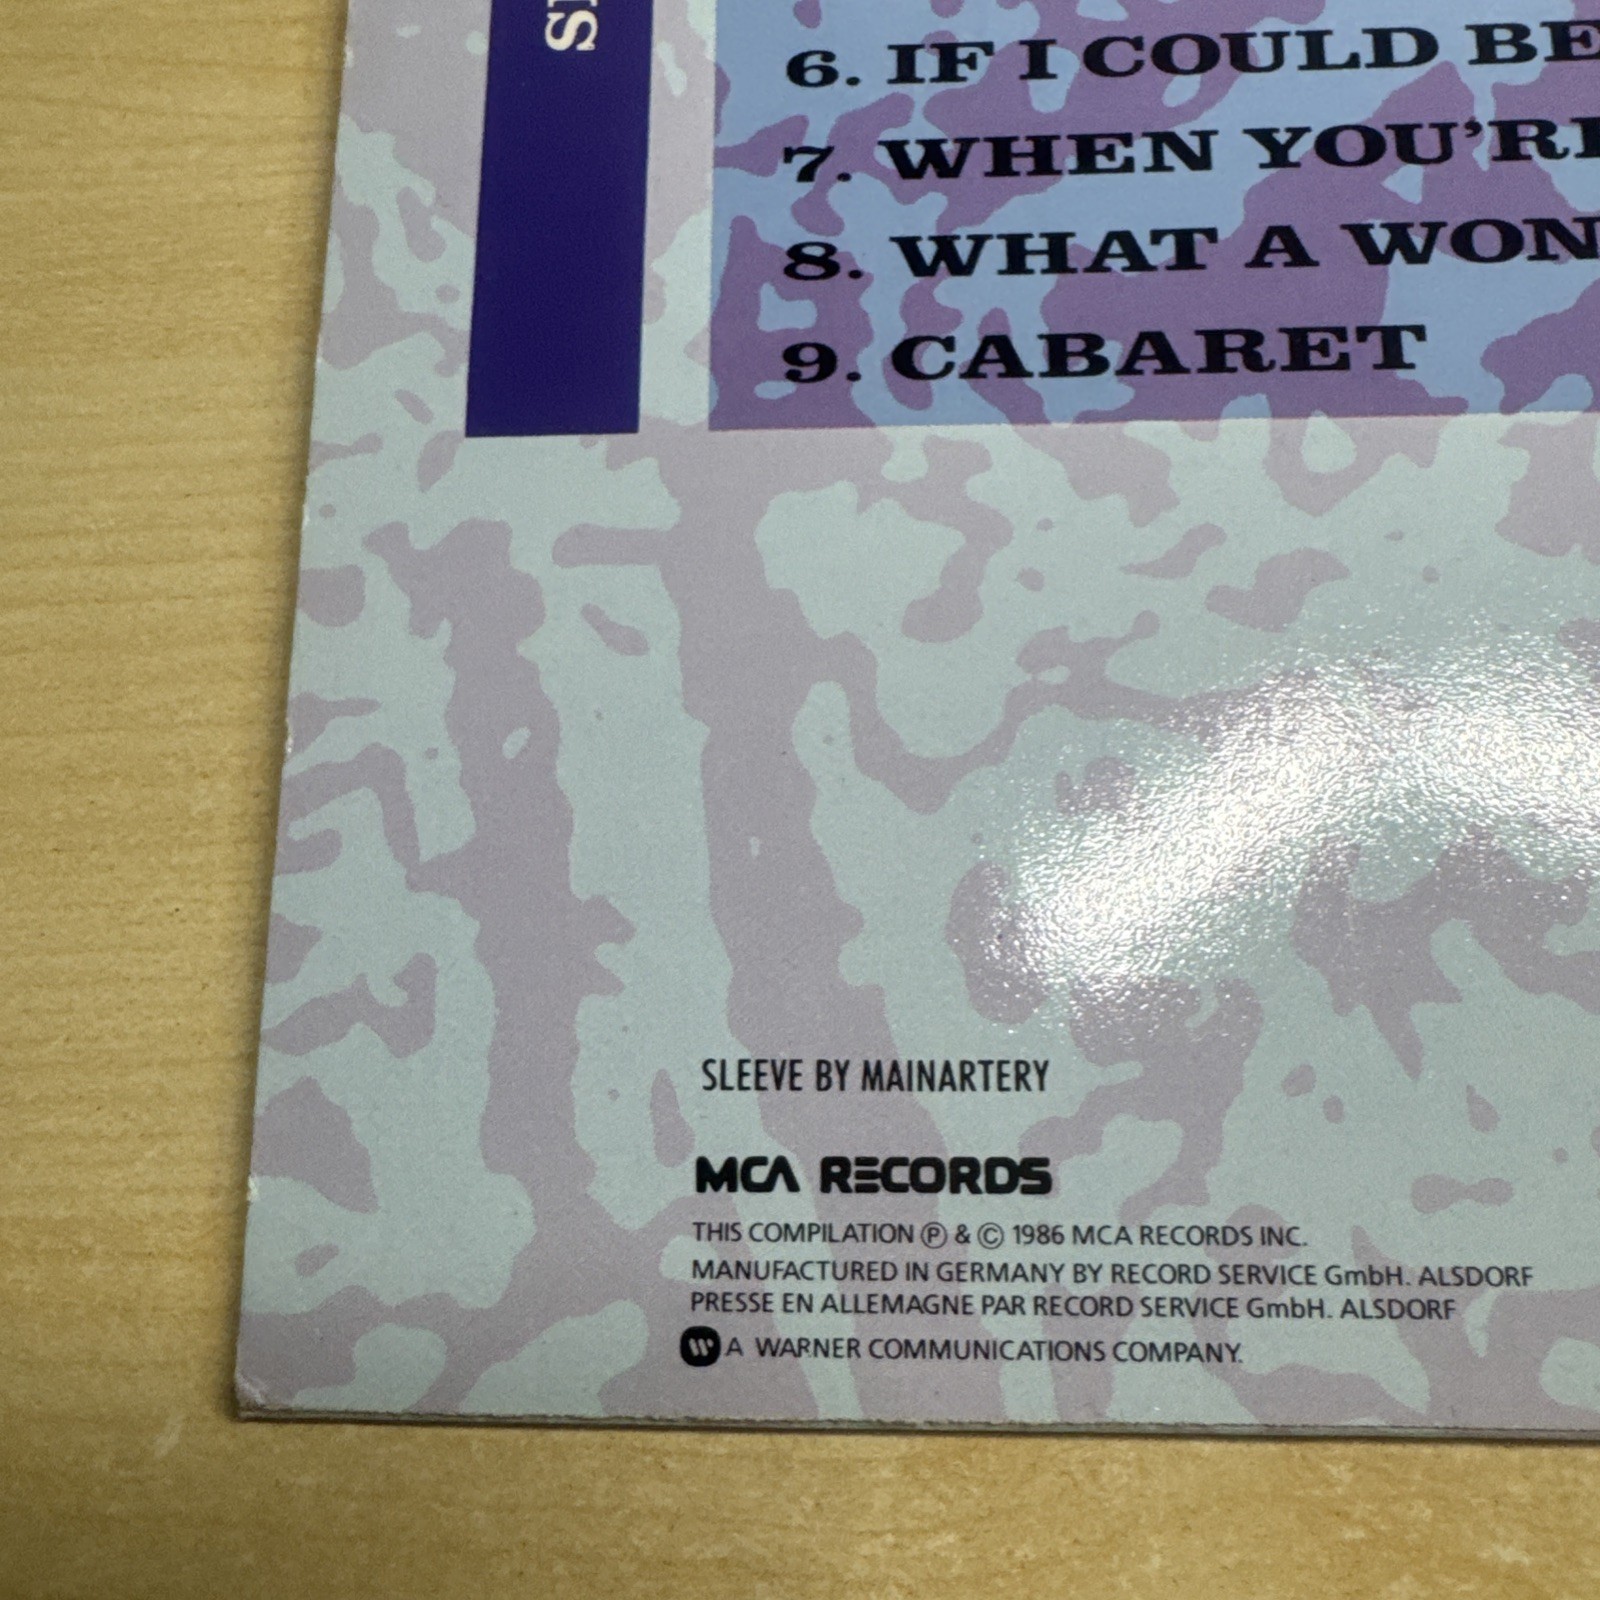 6. IF I COULD BE
7. WHEN YOU'RE
8. WHAT A WON
9. CABARET
SLEEVE BY MAINARTERY
MCA RECORDS
THIS COMPILATION Ⓟ & © 1986 MCA RECORDS INC.
MANUFACTURED IN GERMANY BY RECORD SERVICE GmbH. ALSDORF
PRESSE EN ALLEMAGNE PAR RECORD SERVICE GmbH. ALSDORF
A WARNER COMMUNICATIONS COMPANY.